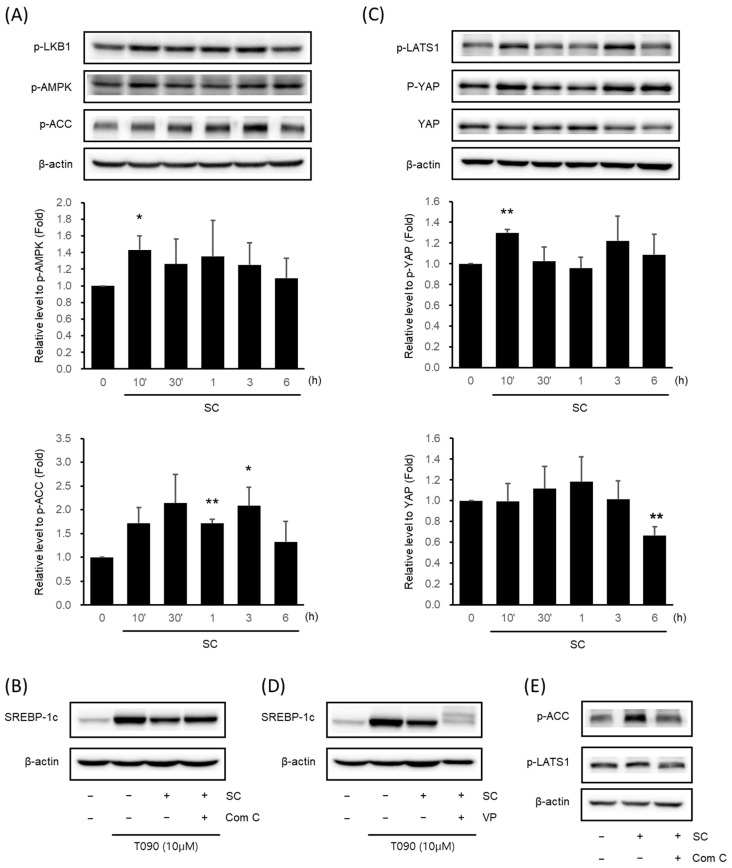 (A)
p-LKB1
p-AMPK
p-ACC
β-actin
Relative level to p-AMPK (Fold)
2.0
1.8
1.6
1.4
1.2
1.0
0.8
0.6
0.4
0.2
0.0
*
0 10' 30' 1 3 6 (h)
SC
Relative level to p-ACC (Fold)
3.5
3.0
2.5
2.0
1.5
1.0
0.5
0.0
** *
0 10' 30' 1 3 6 (h)
SC
(C)
p-LATS1
P-YAP
YAP
β-actin
Relative level to p-YAP (Fold)
1.6
1.4
1.2
1.0
0.8
0.6
0.4
0.2
0.0
**
0 10' 30' 1 3 6 (h)
SC
Relative level to YAP (Fold)
1.6
1.4
1.2
1.0
0.8
0.6
0.4
0.2
0.0
**
0 10' 30' 1 3 6 (h)
SC
(B)
SREBP-1c
β-actin
– – + + SC
– – – + Com C
T090 (10μM)
(D)
SREBP-1c
β-actin
– – + + SC
– – – + VP
T090 (10μM)
(E)
p-ACC
p-LATS1
β-actin
– + + SC
– – + Com C